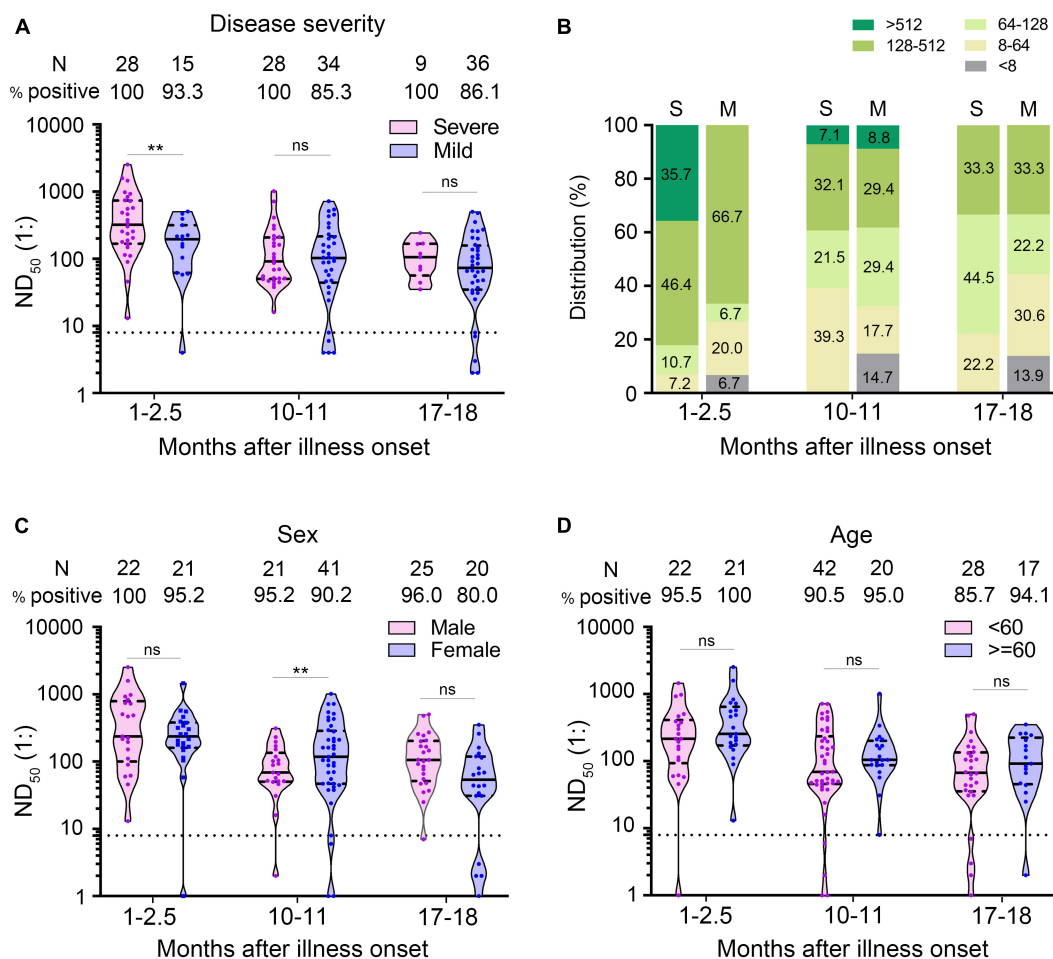 A
Disease severity
N 28 15 28 34 9 36
% positive 100 93.3 100 85.3 100 86.1
Severe
Mild
10000
1000
100
10
1
ND50 (1:)
** ns ns
1-2.5 10-11 17-18
Months after illness onset
B
>512
128-512
64-128
8-64
<8
S M S M S M
100
80
60
40
20
0
Distribution (%)
35.7
46.4
10.7
7.2
66.7
6.7
20.0
6.7
7.1
32.1
21.5
39.3
8.8
29.4
29.4
17.7
14.7
33.3
44.5
22.2
33.3
22.2
30.6
13.9
1-2.5 10-11 17-18
Months after illness onset
C
Sex
N 22 21 21 41 25 20
% positive 100 95.2 95.2 90.2 96.0 80.0
Male
Female
10000
1000
100
10
1
ND50 (1:)
ns ** ns
1-2.5 10-11 17-18
Months after illness onset
D
Age
N 22 21 42 20 28 17
% positive 95.5 100 90.5 95.0 85.7 94.1
<60
>=60
10000
1000
100
10
1
ND50 (1:)
ns ns ns
1-2.5 10-11 17-18
Months after illness onset